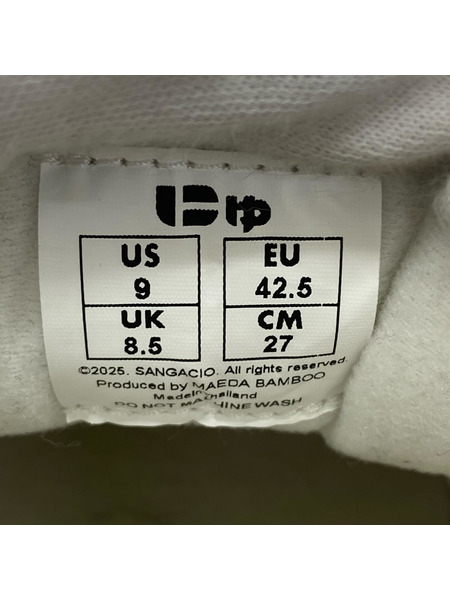 US
EU
9
42.5
UK
CM
8.5
27
©2025. SANGACIO. All rights reserved.
Produced by MAEDA BAMBOO
Made in Thailand
DO NOT MACHINE WASH